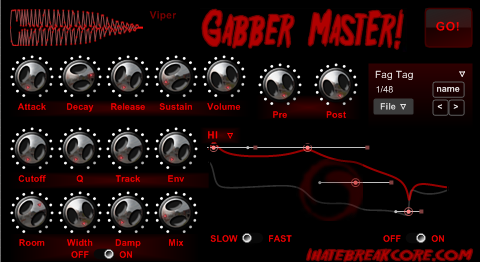 Viper
GABBER MASTER!
GO!
Attack Decay Release Sustain Volume
Pre Post
Fag Tag ▽
1/48
name
File ▽
< >
Cutoff Q Track Env
HI ▽
Room Width Damp Mix
OFF ON
SLOW FAST
OFF ON
IHATEBREAKCORE.COM